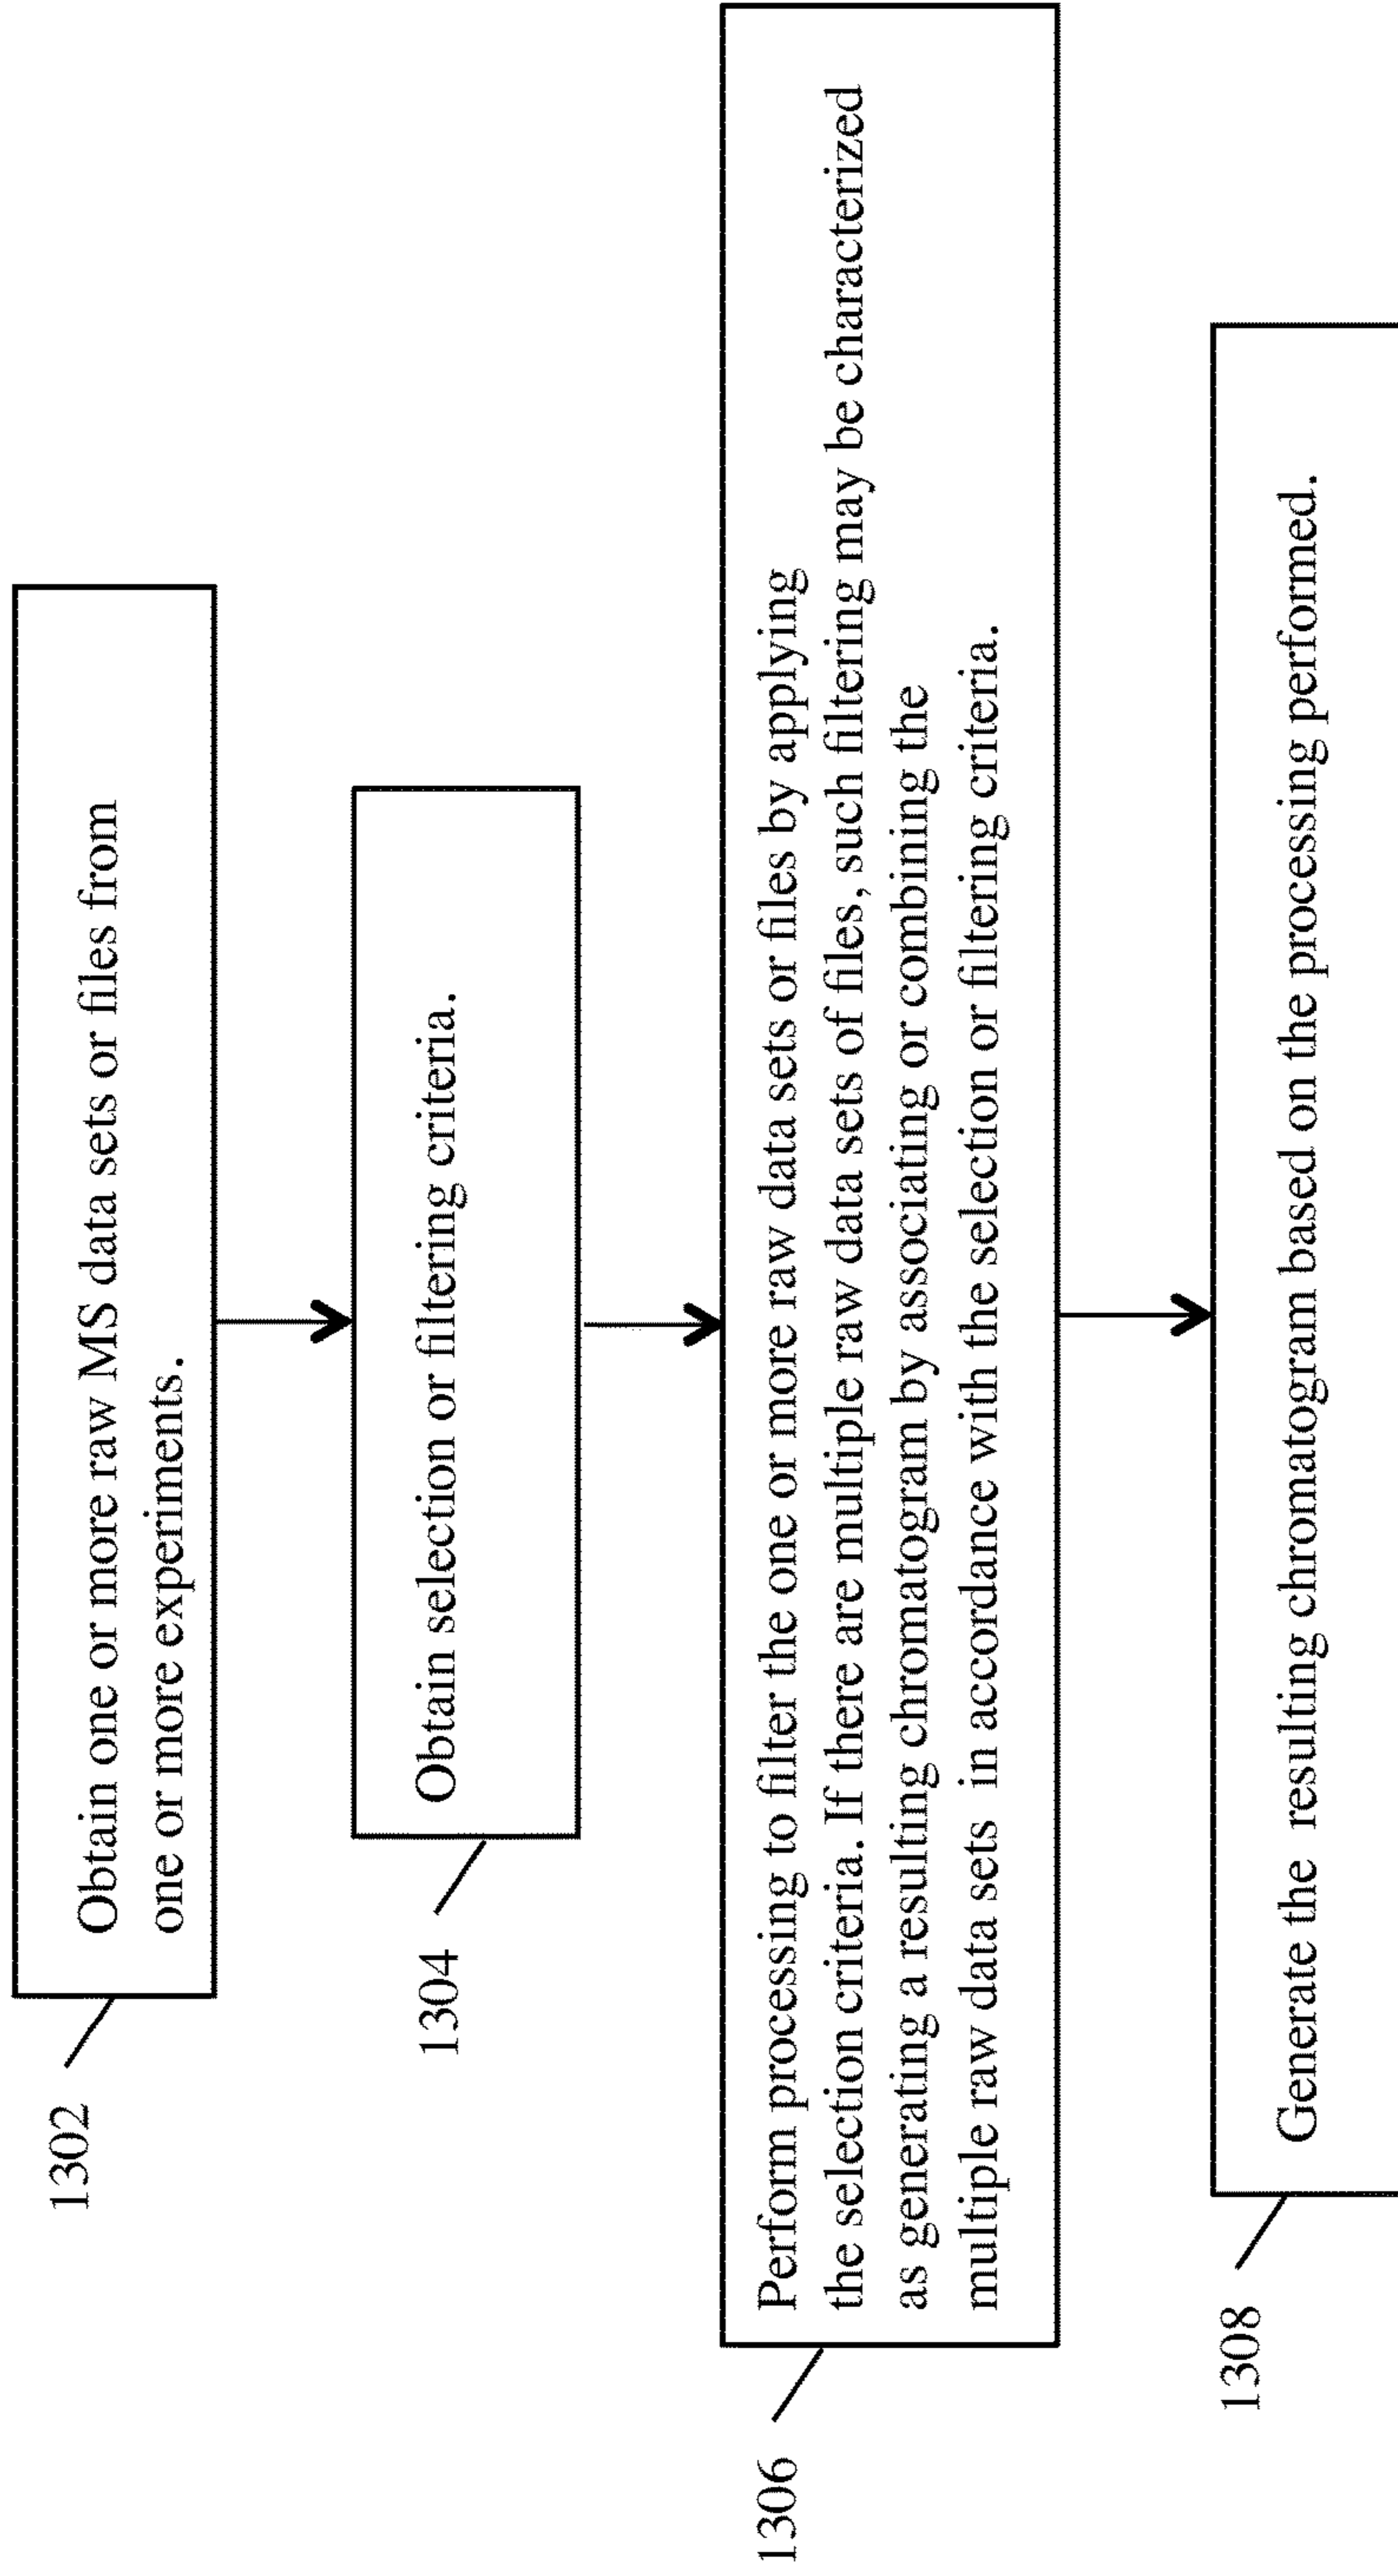 1302
Obtain one or more raw MS data sets or files from
one or more experiments.
1304
Obtain selection or filtering criteria.
1306
Perform processing to filter the one or more raw data sets or files by applying
the selection criteria. If there are multiple raw data sets of files, such filtering may be characterized
as generating a resulting chromatogram by associating or combining the
multiple raw data sets in accordance with the selection or filtering criteria.
1308
Generate the resulting chromatogram based on the processing performed.